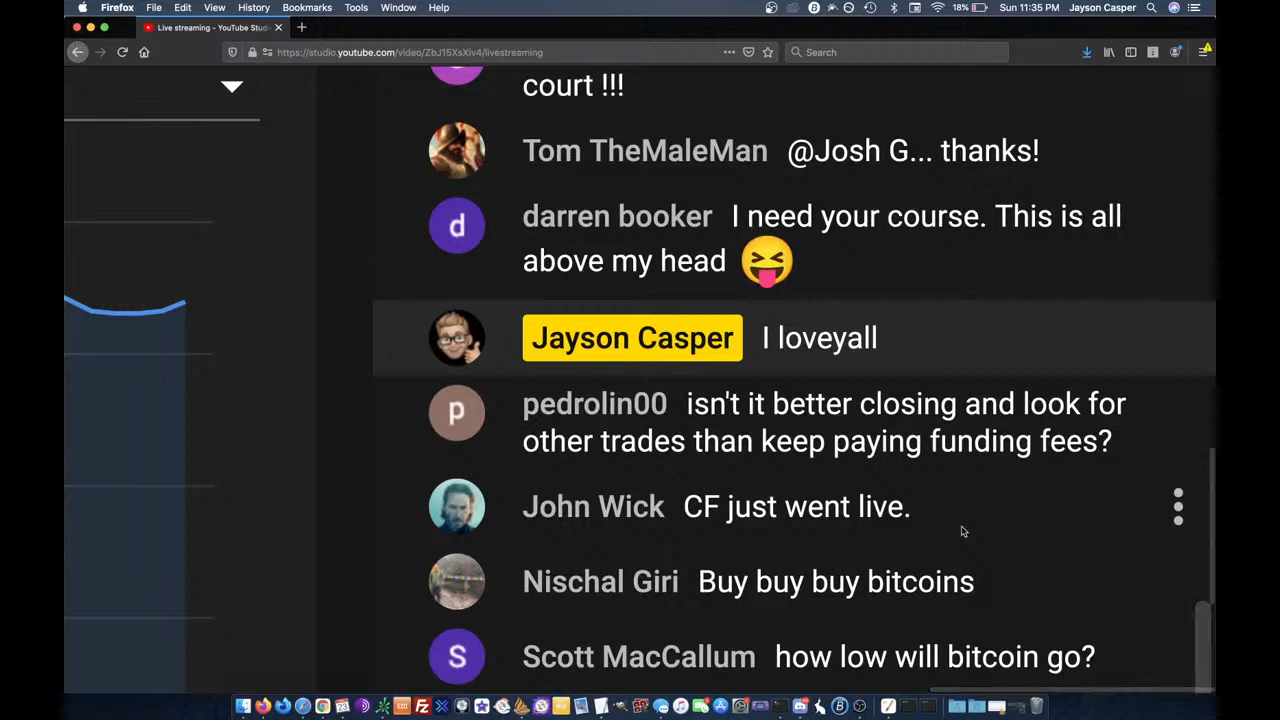 Firefox File Edit View History Bookmarks Tools Window Help 18% Sun 11:35 PM Jayson Casper
Live streaming - YouTube Stud
https://studio.youtube.com/video/ZbJ15XsXiv4/livestreaming Search
court !!!
Tom TheMaleMan @Josh G... thanks!
d darren booker I need your course. This is all
above my head
Jayson Casper I loveyall
p pedrolin00 isn't it better closing and look for
other trades than keep paying funding fees?
John Wick CF just went live.
Nischal Giri Buy buy buy bitcoins
S Scott MacCallum how low will bitcoin go?